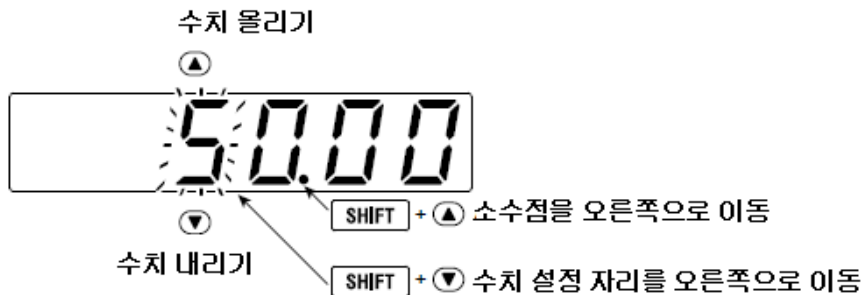 수치 올리기
▲
50.00
▼
SHIFT + ▲ 소수점을 오른쪽으로 이동
수치 내리기
SHIFT + ▼ 수치 설정 자리를 오른쪽으로 이동